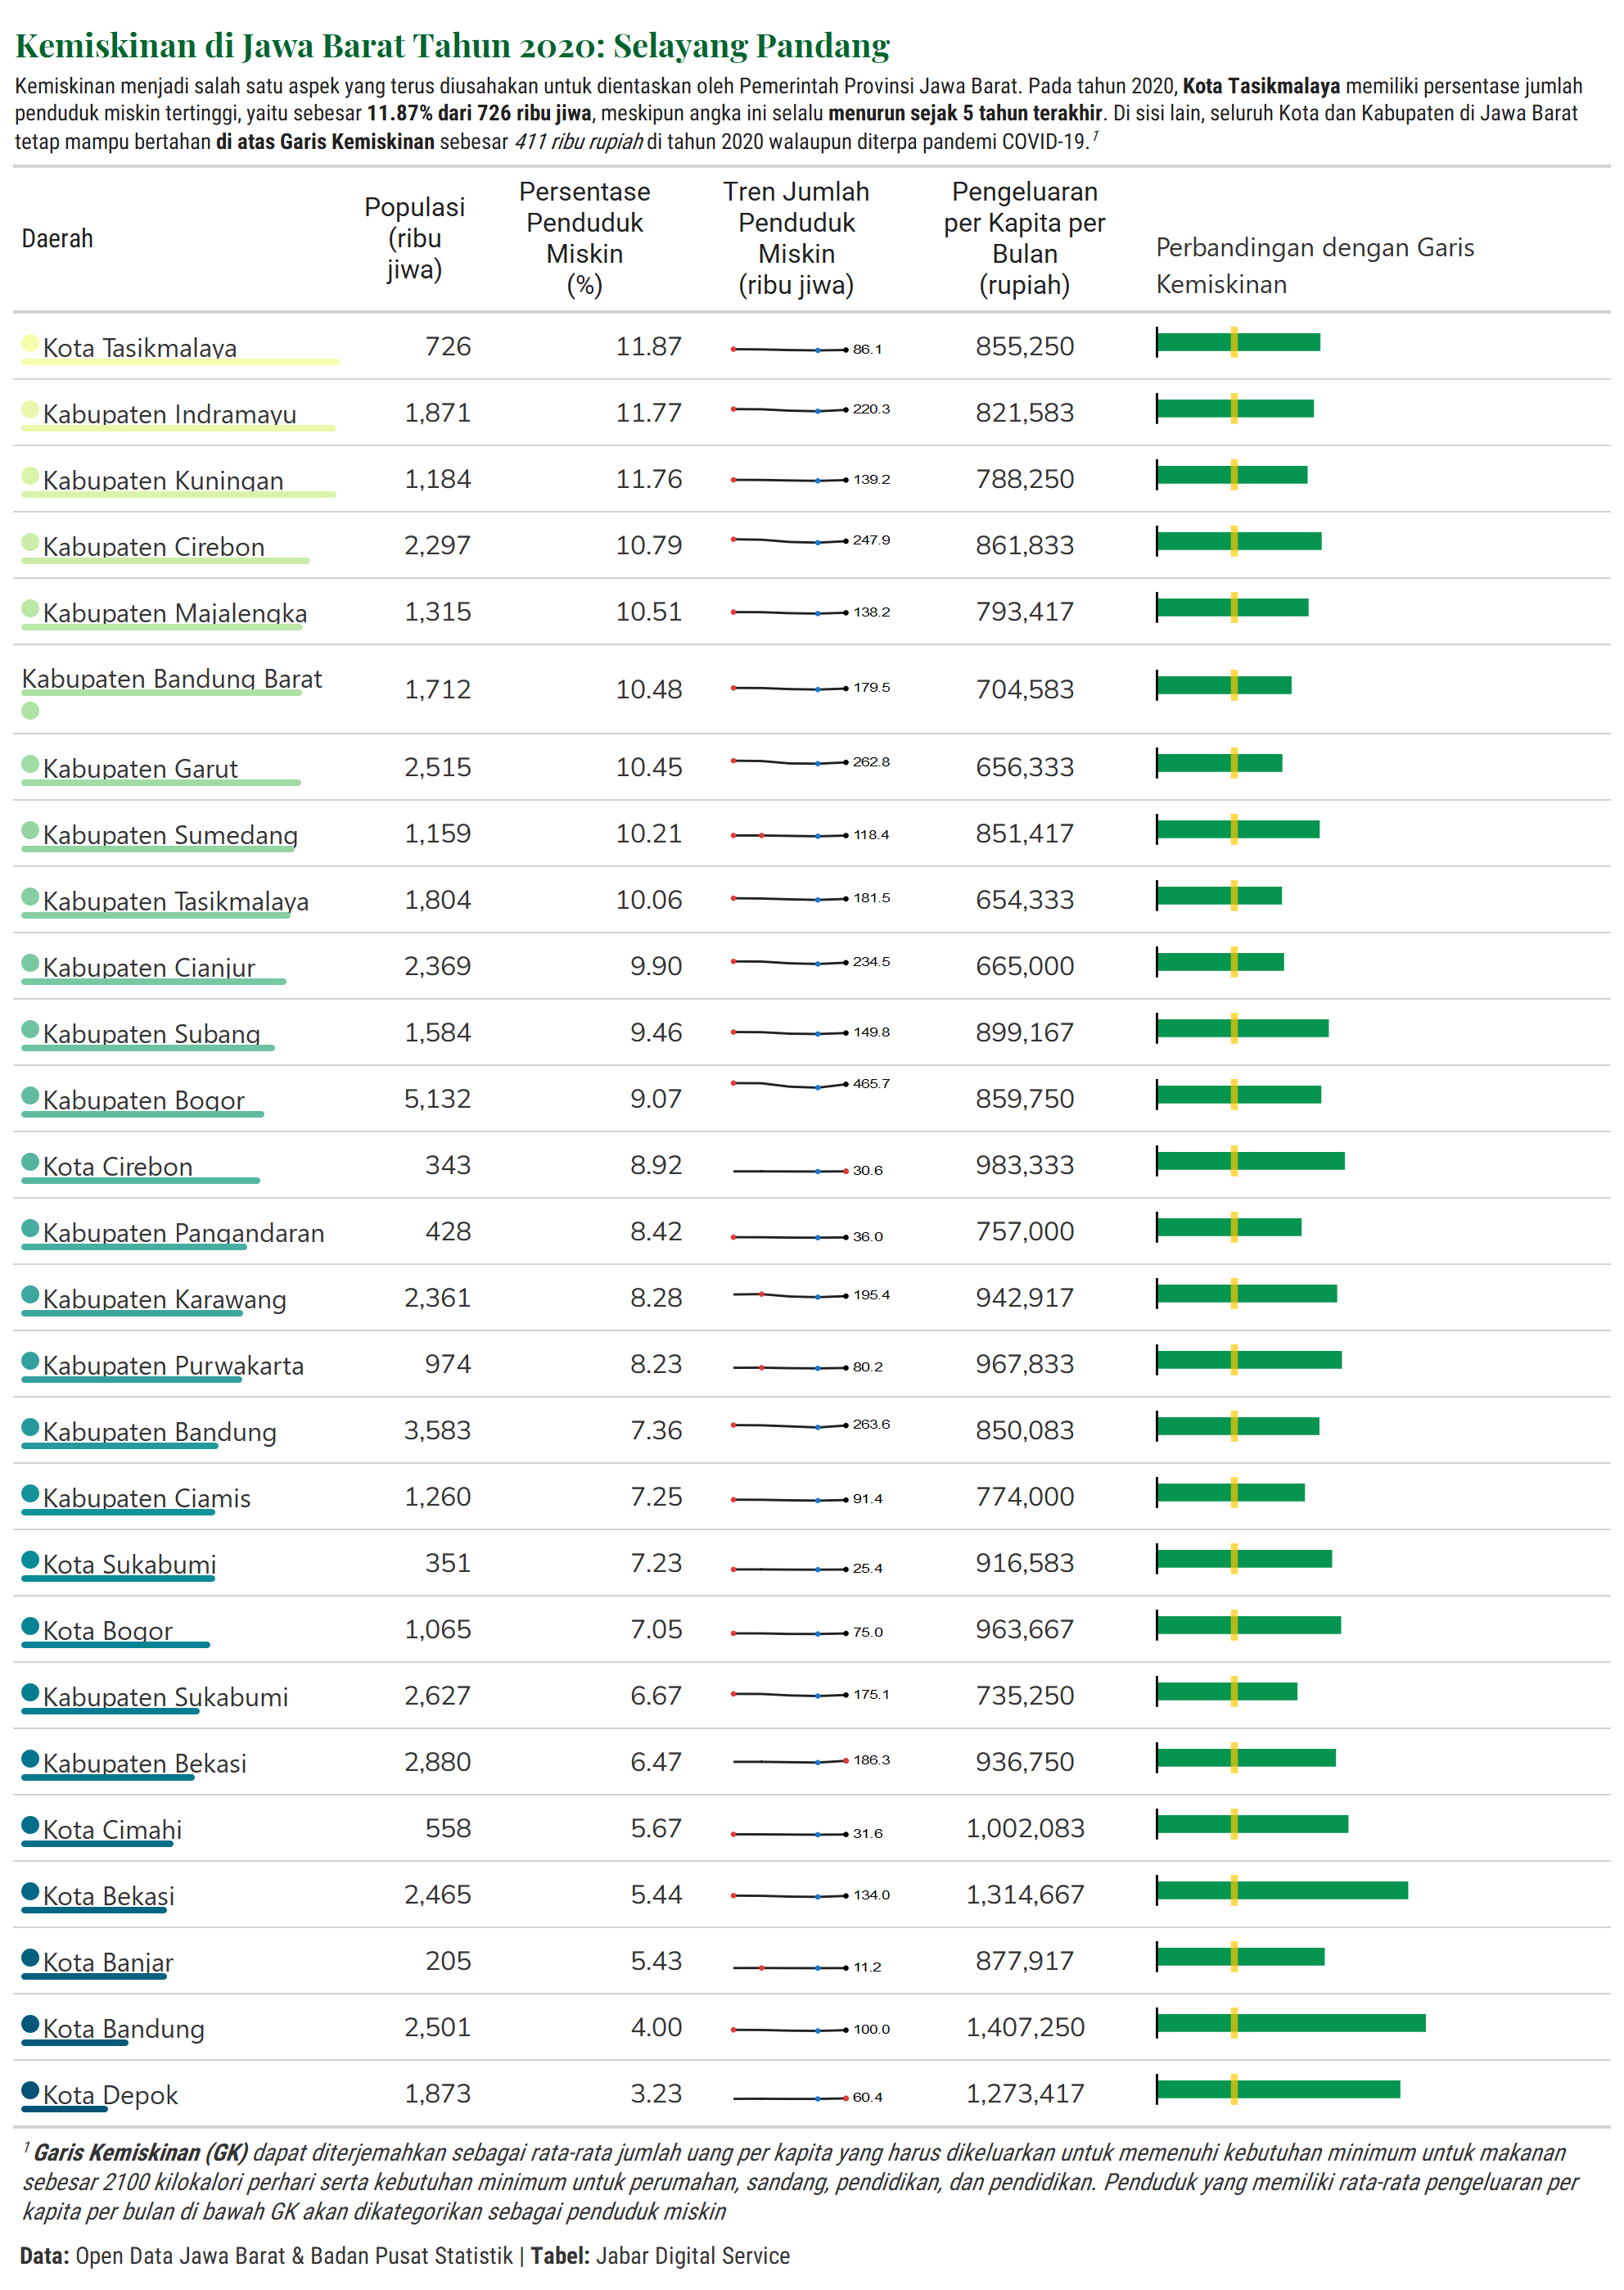 Kemiskinan di Jawa Barat Tahun 2020: Selayang Pandang
Kemiskinan menjadi salah satu aspek yang terus diusahakan untuk dientaskan oleh Pemerintah Provinsi Jawa Barat. Pada tahun 2020, Kota Tasikmalaya memiliki persentase jumlah
penduduk miskin tertinggi, yaitu sebesar 11.87% dari 726 ribu jiwa, meskipun angka ini selalu menurun sejak 5 tahun terakhir. Di sisi lain, seluruh Kota dan Kabupaten di Jawa Barat
tetap mampu bertahan di atas Garis Kemiskinan sebesar 411 ribu rupiah di tahun 2020 walaupun diterpa pandemi COVID-19.1
Daerah
Populasi
(ribu
jiwa)
Persentase
Penduduk
Miskin
(%)
Tren Jumlah
Penduduk
Miskin
(ribu jiwa)
Pengeluaran
per Kapita per
Bulan
(rupiah)
Perbandingan dengan Garis
Kemiskinan
Kota Tasikmalaya 726 11.87 86.1 855,250
Kabupaten Indramayu 1,871 11.77 220.3 821,583
Kabupaten Kuningan 1,184 11.76 139.2 788,250
Kabupaten Cirebon 2,297 10.79 247.9 861,833
Kabupaten Majalengka 1,315 10.51 138.2 793,417
Kabupaten Bandung Barat 1,712 10.48 179.5 704,583
Kabupaten Garut 2,515 10.45 262.8 656,333
Kabupaten Sumedang 1,159 10.21 118.4 851,417
Kabupaten Tasikmalaya 1,804 10.06 181.5 654,333
Kabupaten Cianjur 2,369 9.90 234.5 665,000
Kabupaten Subang 1,584 9.46 149.8 899,167
Kabupaten Bogor 5,132 9.07 465.7 859,750
Kota Cirebon 343 8.92 30.6 983,333
Kabupaten Pangandaran 428 8.42 36.0 757,000
Kabupaten Karawang 2,361 8.28 195.4 942,917
Kabupaten Purwakarta 974 8.23 80.2 967,833
Kabupaten Bandung 3,583 7.36 263.6 850,083
Kabupaten Ciamis 1,260 7.25 91.4 774,000
Kota Sukabumi 351 7.23 25.4 916,583
Kota Bogor 1,065 7.05 75.0 963,667
Kabupaten Sukabumi 2,627 6.67 175.1 735,250
Kabupaten Bekasi 2,880 6.47 186.3 936,750
Kota Cimahi 558 5.67 31.6 1,002,083
Kota Bekasi 2,465 5.44 134.0 1,314,667
Kota Banjar 205 5.43 11.2 877,917
Kota Bandung 2,501 4.00 100.0 1,407,250
Kota Depok 1,873 3.23 60.4 1,273,417
1 Garis Kemiskinan (GK) dapat diterjemahkan sebagai rata-rata jumlah uang per kapita yang harus dikeluarkan untuk memenuhi kebutuhan minimum untuk makanan
sebesar 2100 kilokalori perhari serta kebutuhan minimum untuk perumahan, sandang, pendidikan, dan pendidikan. Penduduk yang memiliki rata-rata pengeluaran per
kapita per bulan di bawah GK akan dikategorikan sebagai penduduk miskin
Data: Open Data Jawa Barat & Badan Pusat Statistik | Tabel: Jabar Digital Service